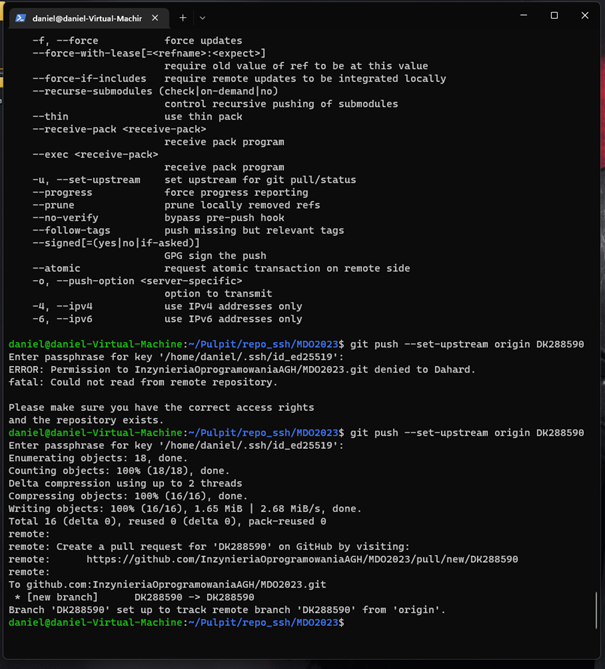 daniel@daniel-Virtual-Machin
-f, --force            force updates
--force-with-lease[=<refname>:<expect>]
                       require old value of ref to be at this value
--force-if-includes    require remote updates to be integrated locally
--recurse-submodules (check|on-demand|no)
                       control recursive pushing of submodules
--thin                 use thin pack
--receive-pack <receive-pack>
                       receive pack program
--exec <receive-pack>
                       receive pack program
-u, --set-upstream     set upstream for git pull/status
--progress             force progress reporting
--prune                prune locally removed refs
--no-verify            bypass pre-push hook
--follow-tags          push missing but relevant tags
--signed[=(yes|no|if-asked)]
                       GPG sign the push
--atomic               request atomic transaction on remote side
-o, --push-option <server-specific>
                       option to transmit
-4, --ipv4             use IPv4 addresses only
-6, --ipv6             use IPv6 addresses only
daniel@daniel-Virtual-Machine:~/Pulpit/repo_ssh/MDO2023$ git push --set-upstream origin DK288590
Enter passphrase for key '/home/daniel/.ssh/id_ed25519':
ERROR: Permission to InzynieriaOprogramowaniaAGH/MDO2023.git denied to Dahard.
fatal: Could not read from remote repository.

Please make sure you have the correct access rights
and the repository exists.
daniel@daniel-Virtual-Machine:~/Pulpit/repo_ssh/MDO2023$ git push --set-upstream origin DK288590
Enter passphrase for key '/home/daniel/.ssh/id_ed25519':
Enumerating objects: 18, done.
Counting objects: 100% (18/18), done.
Delta compression using up to 2 threads
Compressing objects: 100% (16/16), done.
Writing objects: 100% (16/16), 1.65 MiB | 2.68 MiB/s, done.
Total 16 (delta 0), reused 0 (delta 0), pack-reused 0
remote:
remote: Create a pull request for 'DK288590' on GitHub by visiting:
remote:      https://github.com/InzynieriaOprogramowaniaAGH/MDO2023/pull/new/DK288590
remote:
To github.com:InzynieriaOprogramowaniaAGH/MDO2023.git
 * [new branch]      DK288590 -> DK288590
Branch 'DK288590' set up to track remote branch 'DK288590' from 'origin'.
daniel@daniel-Virtual-Machine:~/Pulpit/repo_ssh/MDO2023$